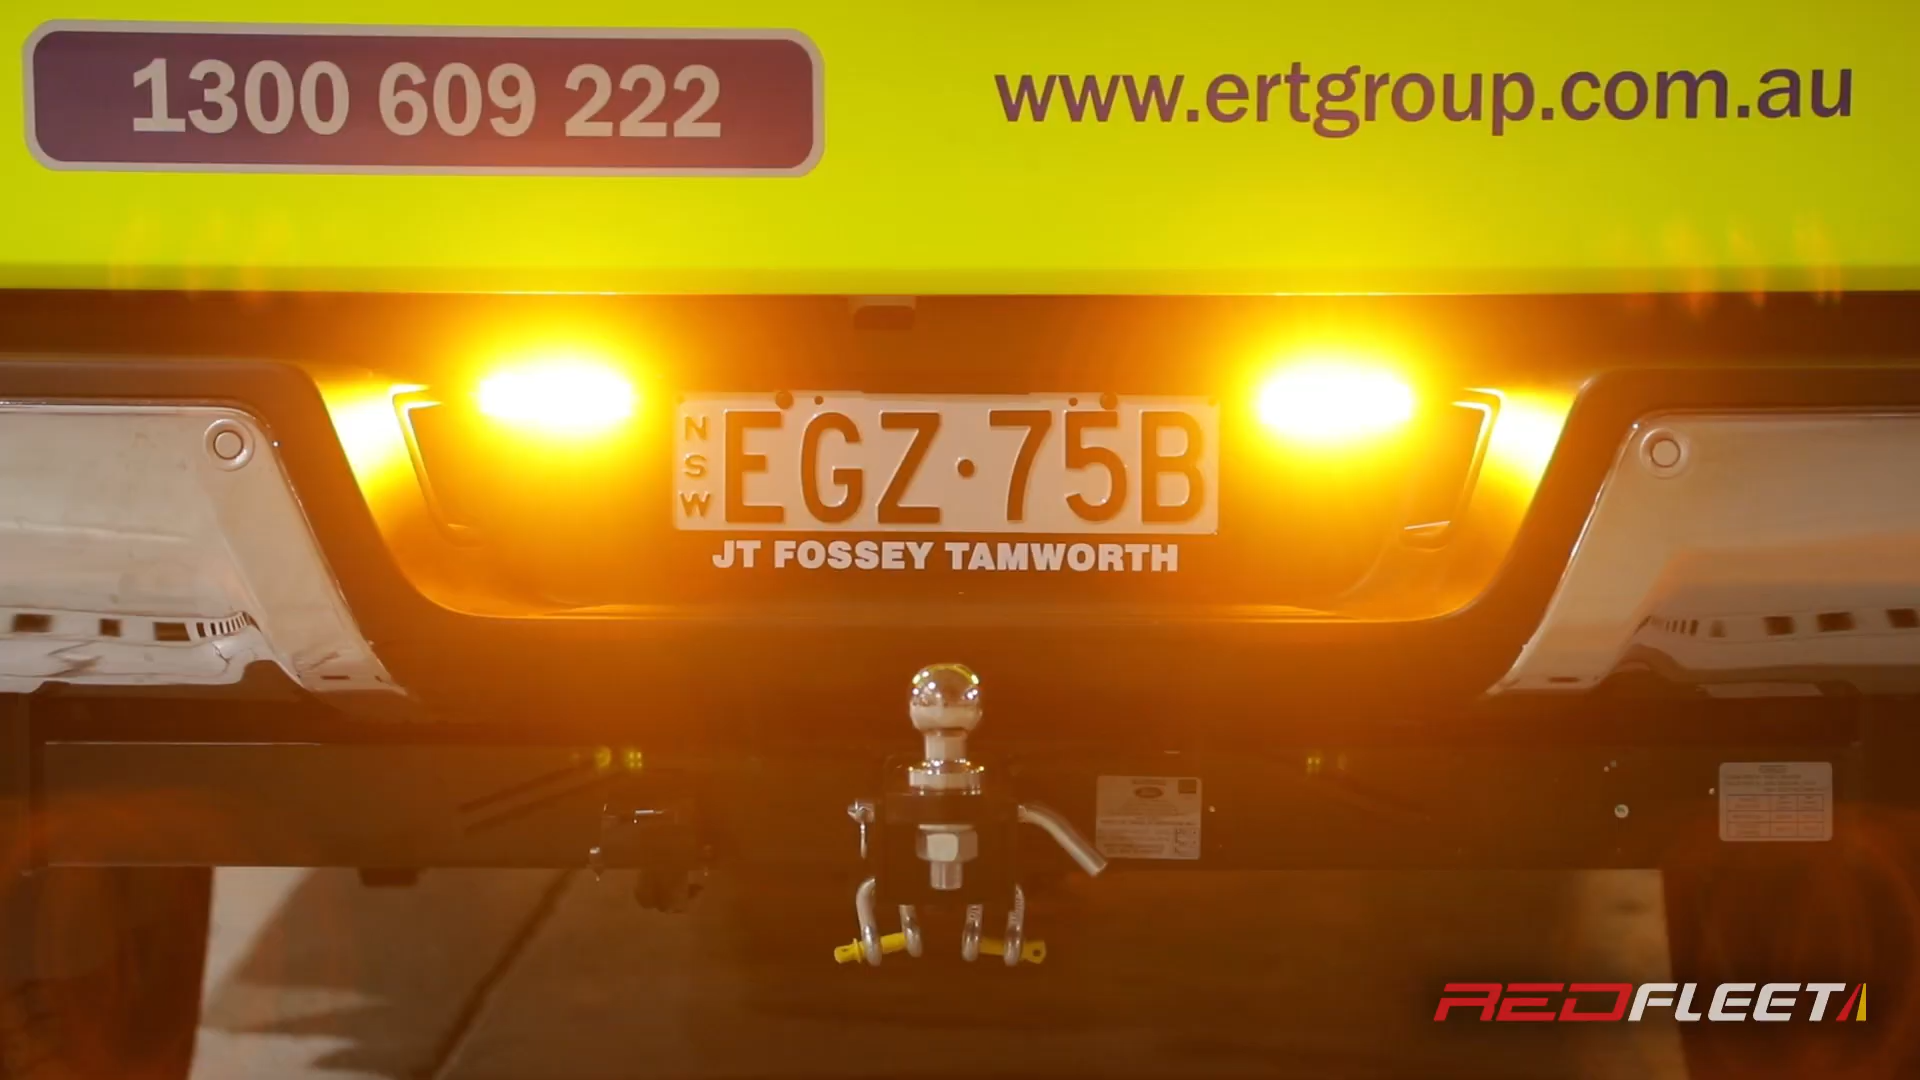 1300 609 222
www.ertgroup.com.au
NSW
EGZ·75B
JT FOSSEY TAMWORTH
REDFLEET